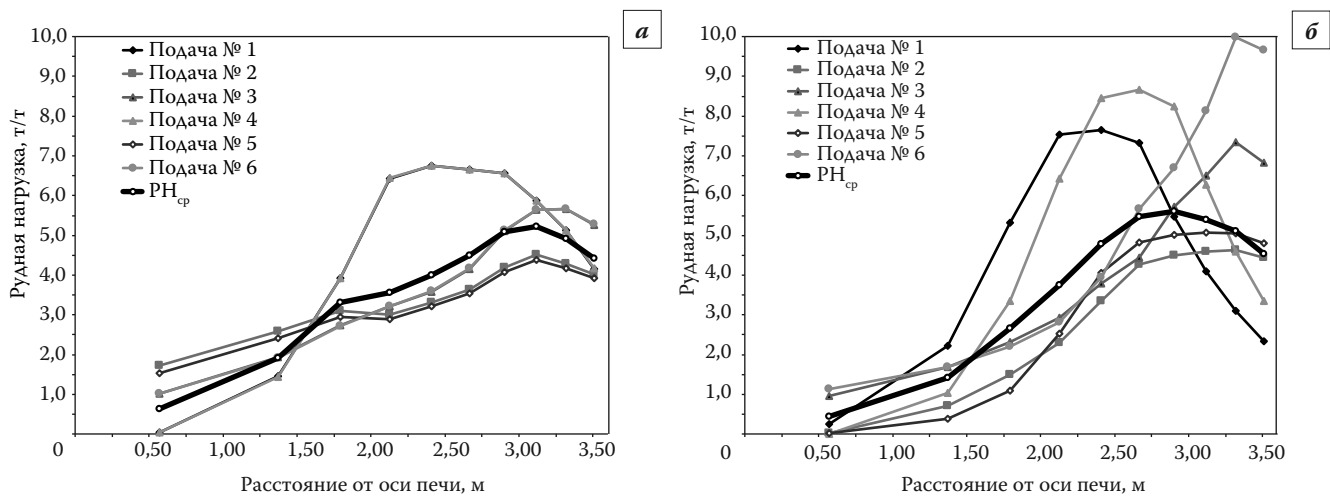 а
Рудная нагрузка, т/т
10,0
9,0
8,0
7,0
6,0
5,0
4,0
3,0
2,0
1,0
0
Подача № 1
Подача № 2
Подача № 3
Подача № 4
Подача № 5
Подача № 6
РНср
0,50 1,00 1,50 2,00 2,50 3,00 3,50
Расстояние от оси печи, м
б
Рудная нагрузка, т/т
10,0
9,0
8,0
7,0
6,0
5,0
4,0
3,0
2,0
1,0
0
Подача № 1
Подача № 2
Подача № 3
Подача № 4
Подача № 5
Подача № 6
РНср
0,50 1,00 1,50 2,00 2,50 3,00 3,50
Расстояние от оси печи, м